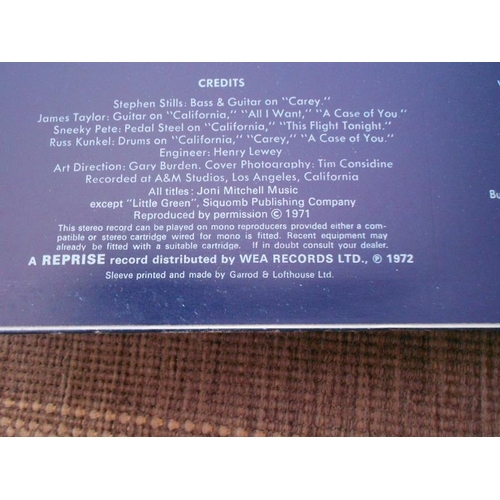 CREDITS
Stephen Stills: Bass & Guitar on "Carey."
James Taylor: Guitar on "California," "All I Want," "A Case of You."
Sneeky Pete: Pedal Steel on "California," "This Flight Tonight."
Russ Kunkel: Drums on "California," "Carey," "A Case of You."
Engineer: Henry Lewey
Art Direction: Gary Burden. Cover Photography: Tim Considine
Recorded at A&M Studios, Los Angeles, California
All titles: Joni Mitchell Music
except "Little Green", Siquomb Publishing Company
Reproduced by permission © 1971
This stereo record can be played on mono reproducers provided either a com-
patible or stereo cartridge wired for mono is fitted. Recent equipment may
already be fitted with a suitable cartridge. If in doubt consult your dealer.
A REPRISE record distributed by WEA RECORDS LTD., ℗ 1972
Sleeve printed and made by Garrod & Lofthouse Ltd.